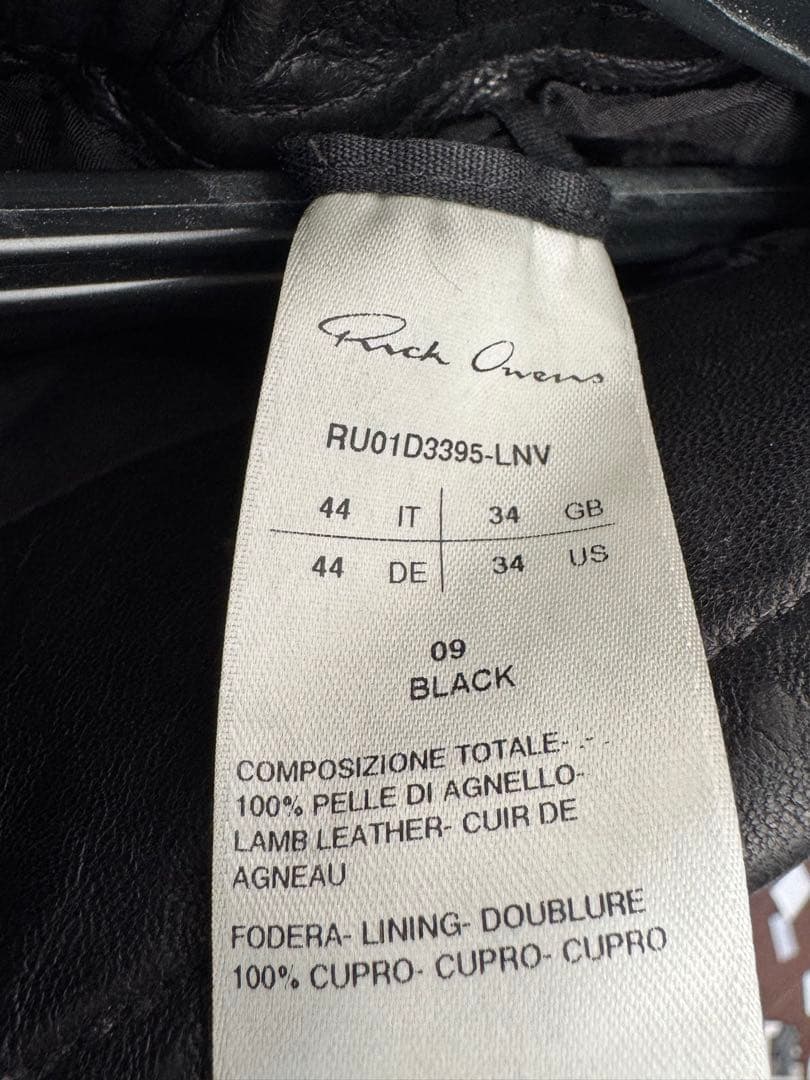 Rick Owens
RU01D3395-LNV
44 IT 34 GB
44 DE 34 US
09
BLACK
COMPOSIZIONE TOTALE- .- -
100% PELLE DI AGNELLO-
LAMB LEATHER- CUIR DE
AGNEAU
FODERA- LINING- DOUBLURE
100% CUPRO- CUPRO- CUPRO